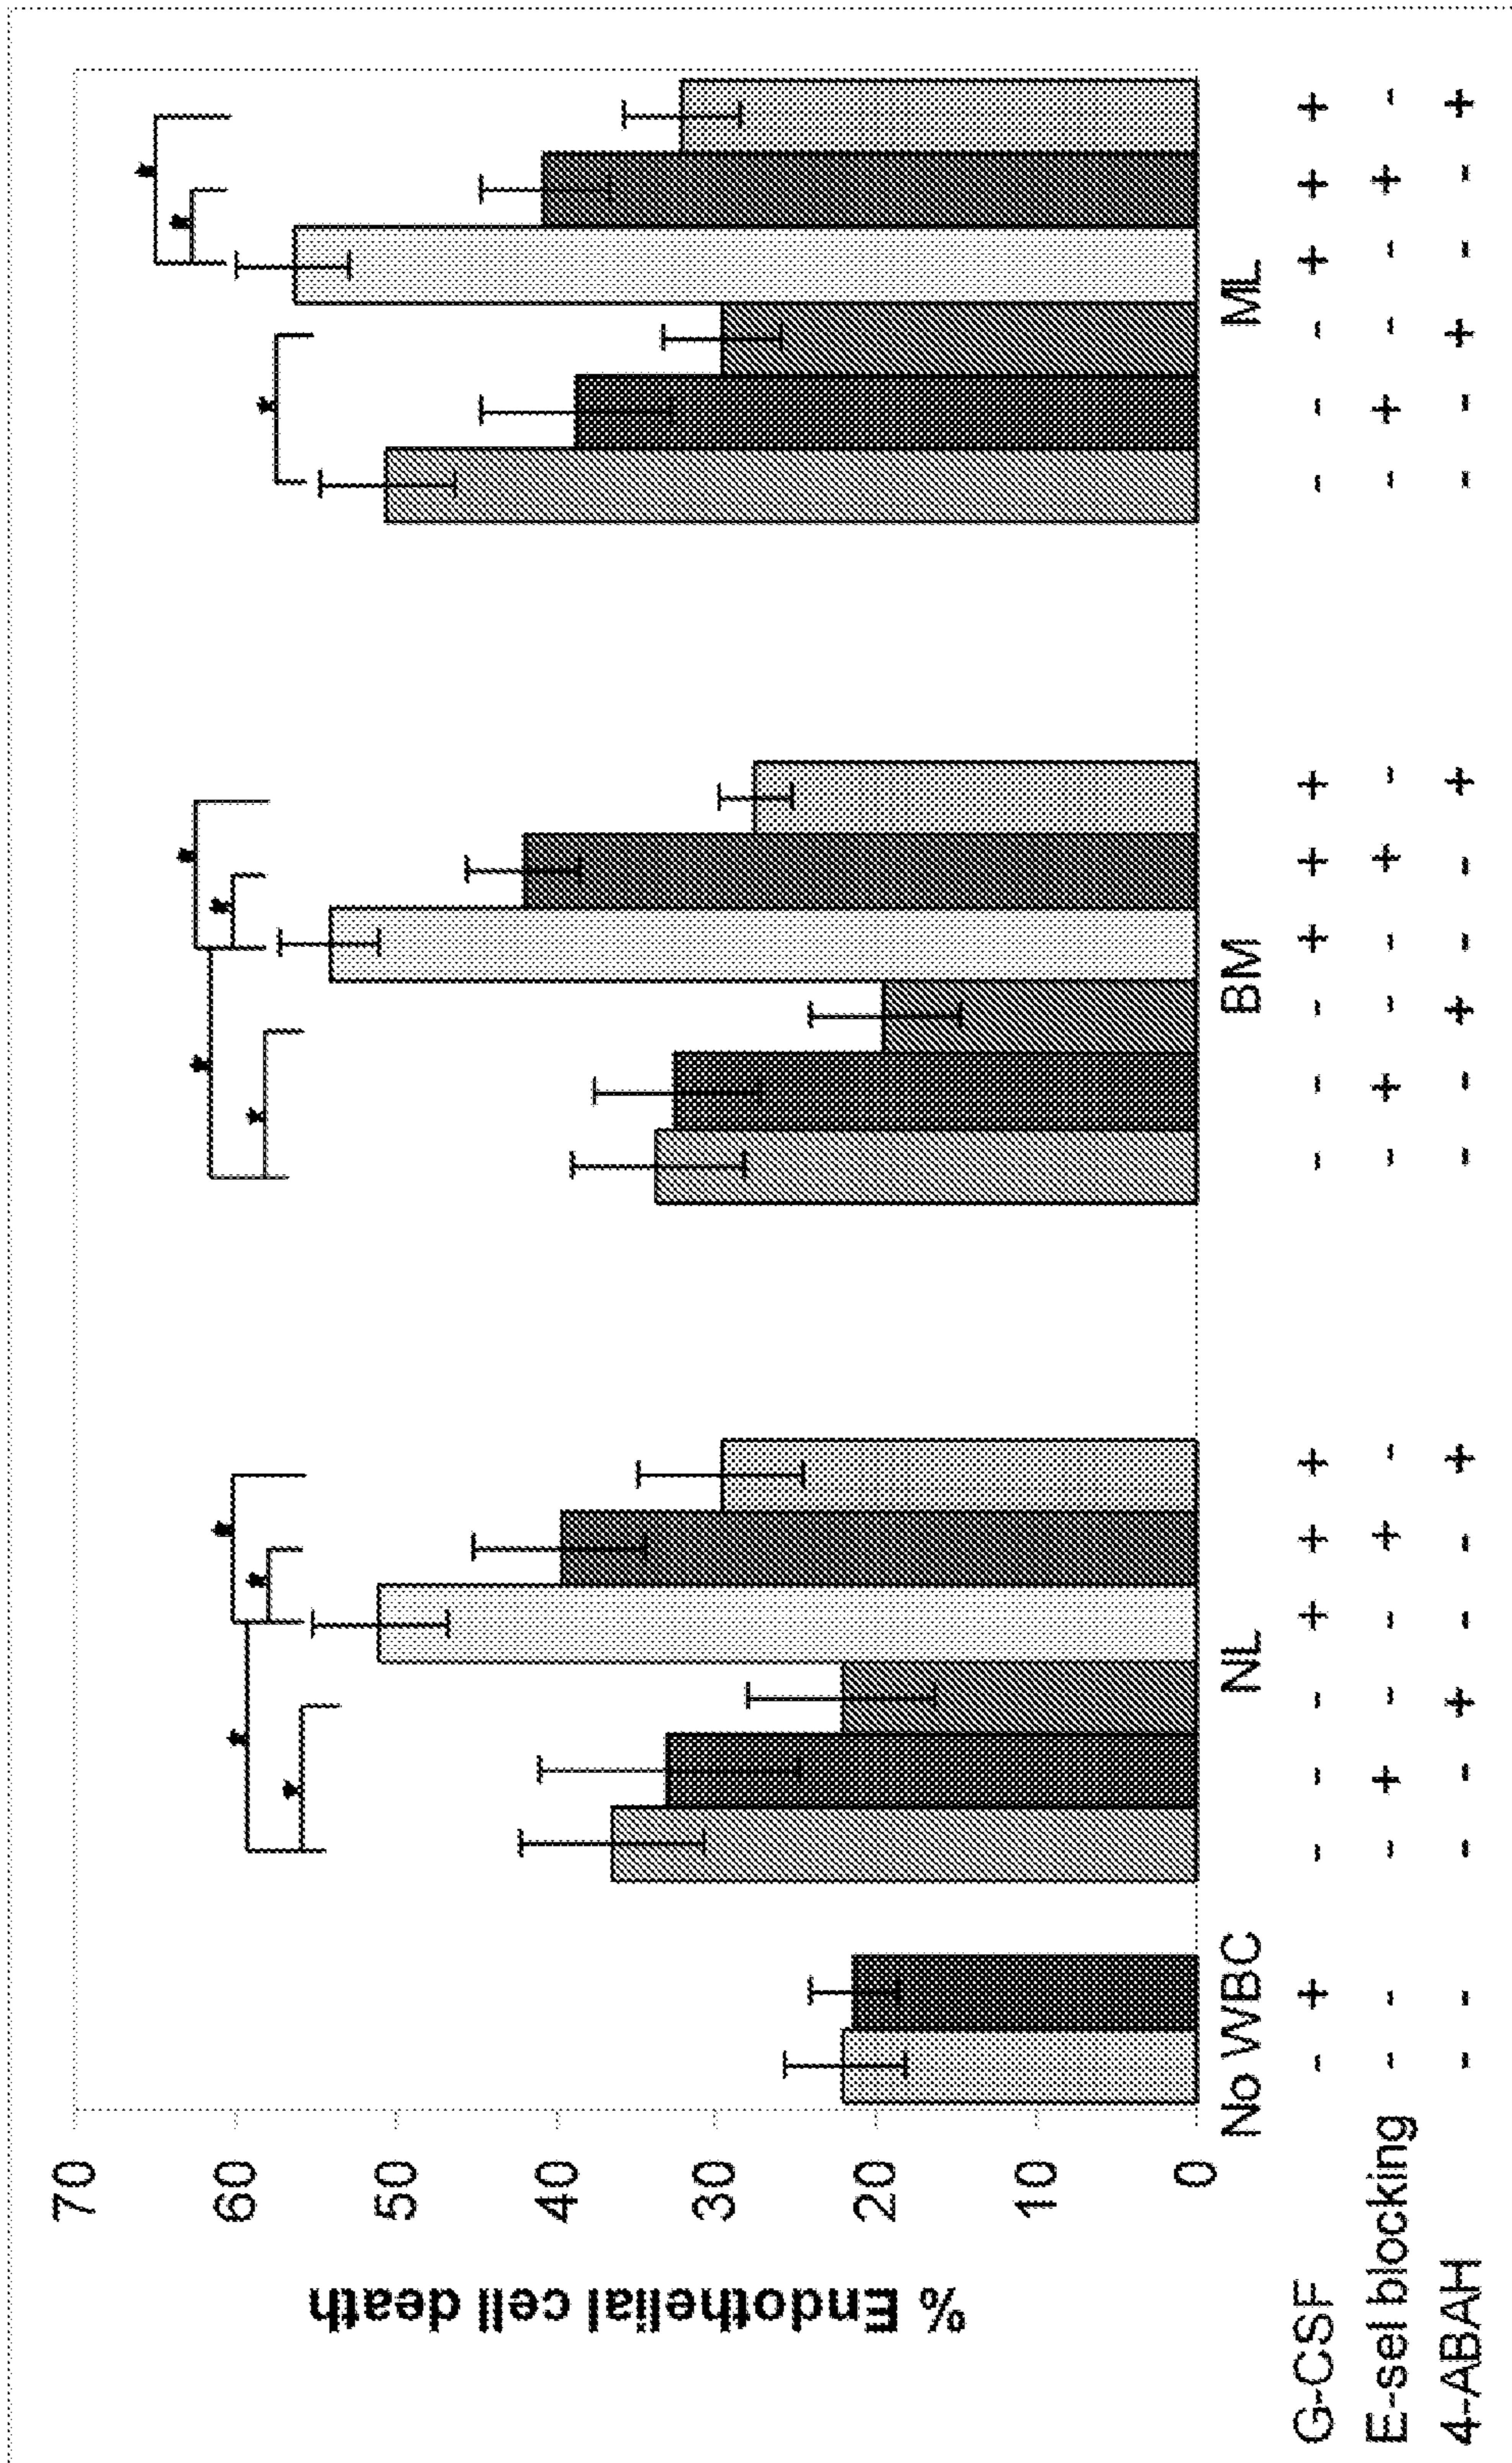 % Endothelial cell death
70
60
50
40
30
20
10
0
No WBC NL BM ML
G-CSF - + - - - + + + - - - + + + - - - + + +
E-sel blocking - - - + - - + - - + - - + - - + - - + -
4-ABAH - - - - + - - + - - + - - + - - + - - +